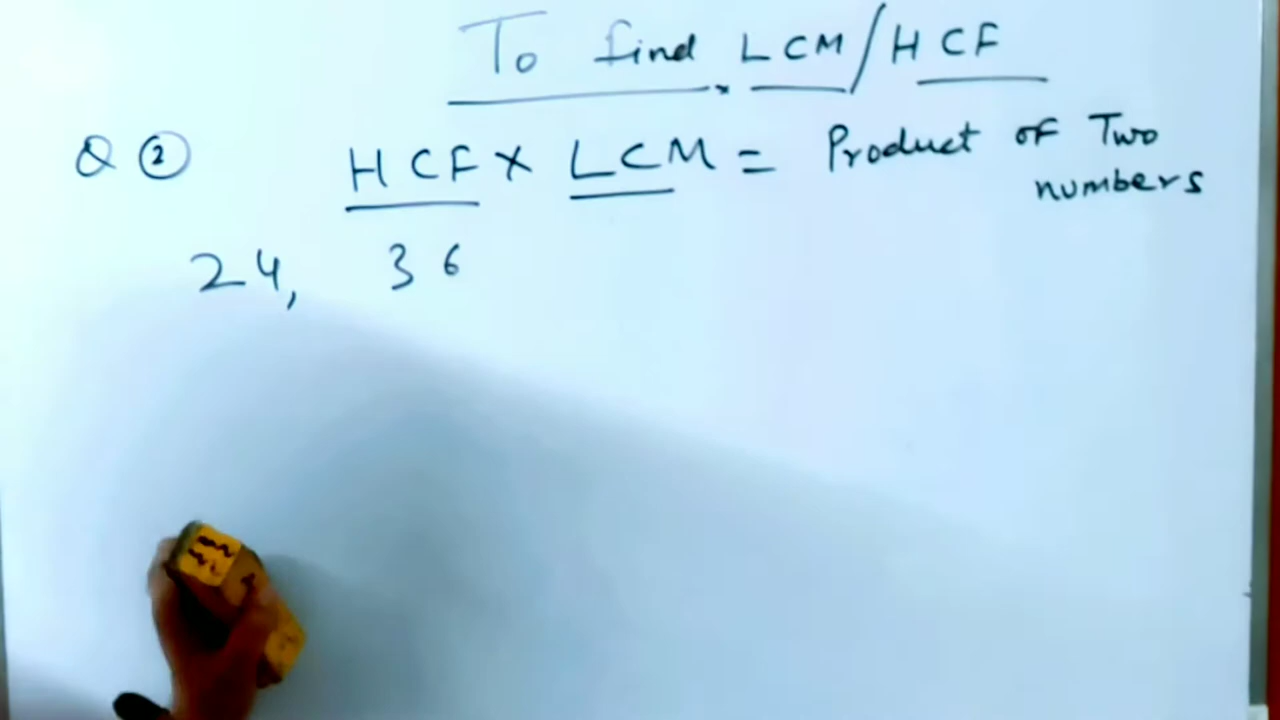 To find LCM/HCF
Q ② HCF × LCM = Product of Two
numbers
24, 36